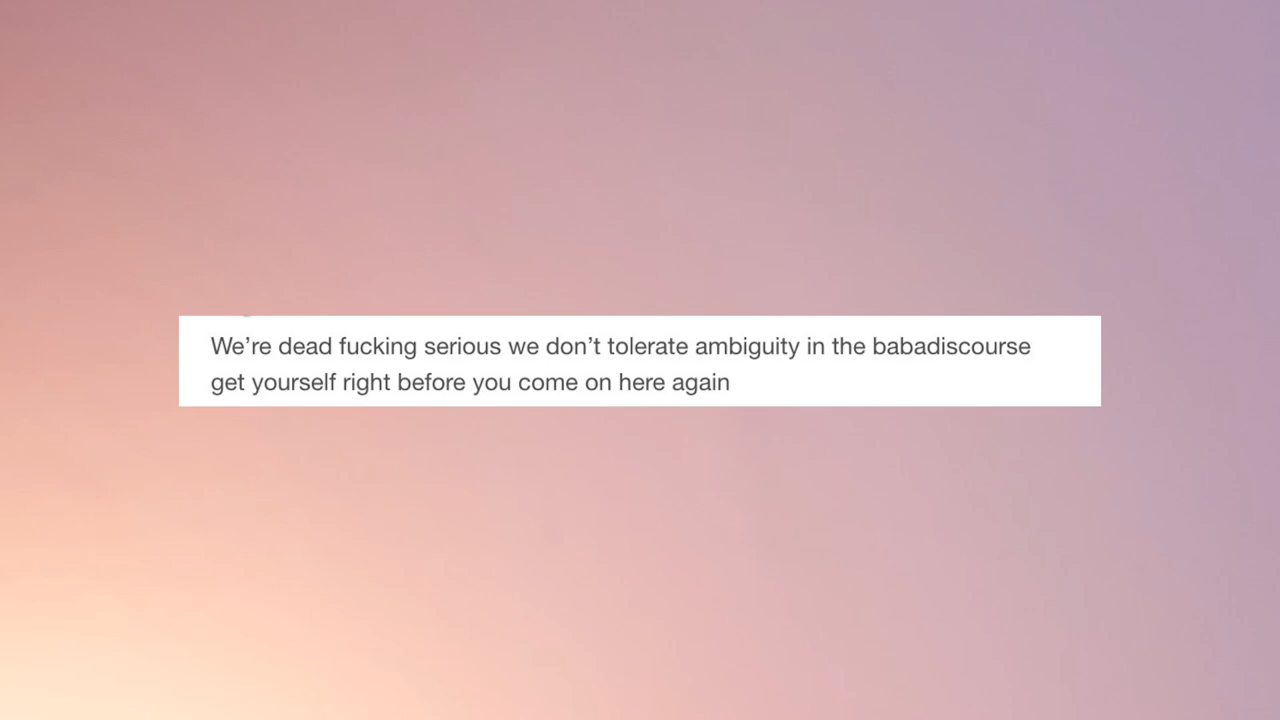 We’re dead fucking serious we don’t tolerate ambiguity in the babadiscourse
get yourself right before you come on here again